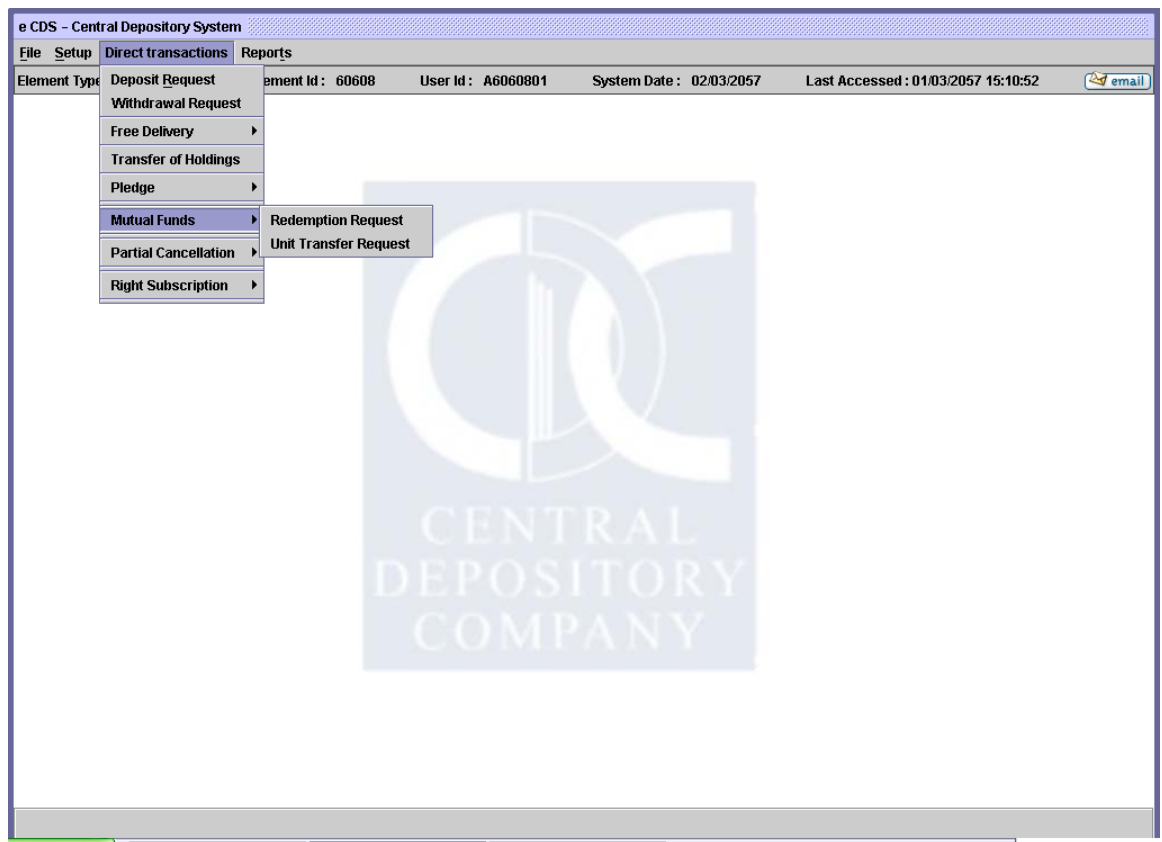 e CDS – Central Depository System
File Setup Direct transactions Reports
Element Type ement Id : 60608 User Id : A6060801 System Date : 02/03/2057 Last Accessed : 01/03/2057 15:10:52 email
Deposit Request
Withdrawal Request
Free Delivery
Transfer of Holdings
Pledge
Mutual Funds
Redemption Request
Unit Transfer Request
Partial Cancellation
Right Subscription
CENTRAL
DEPOSITORY
COMPANY